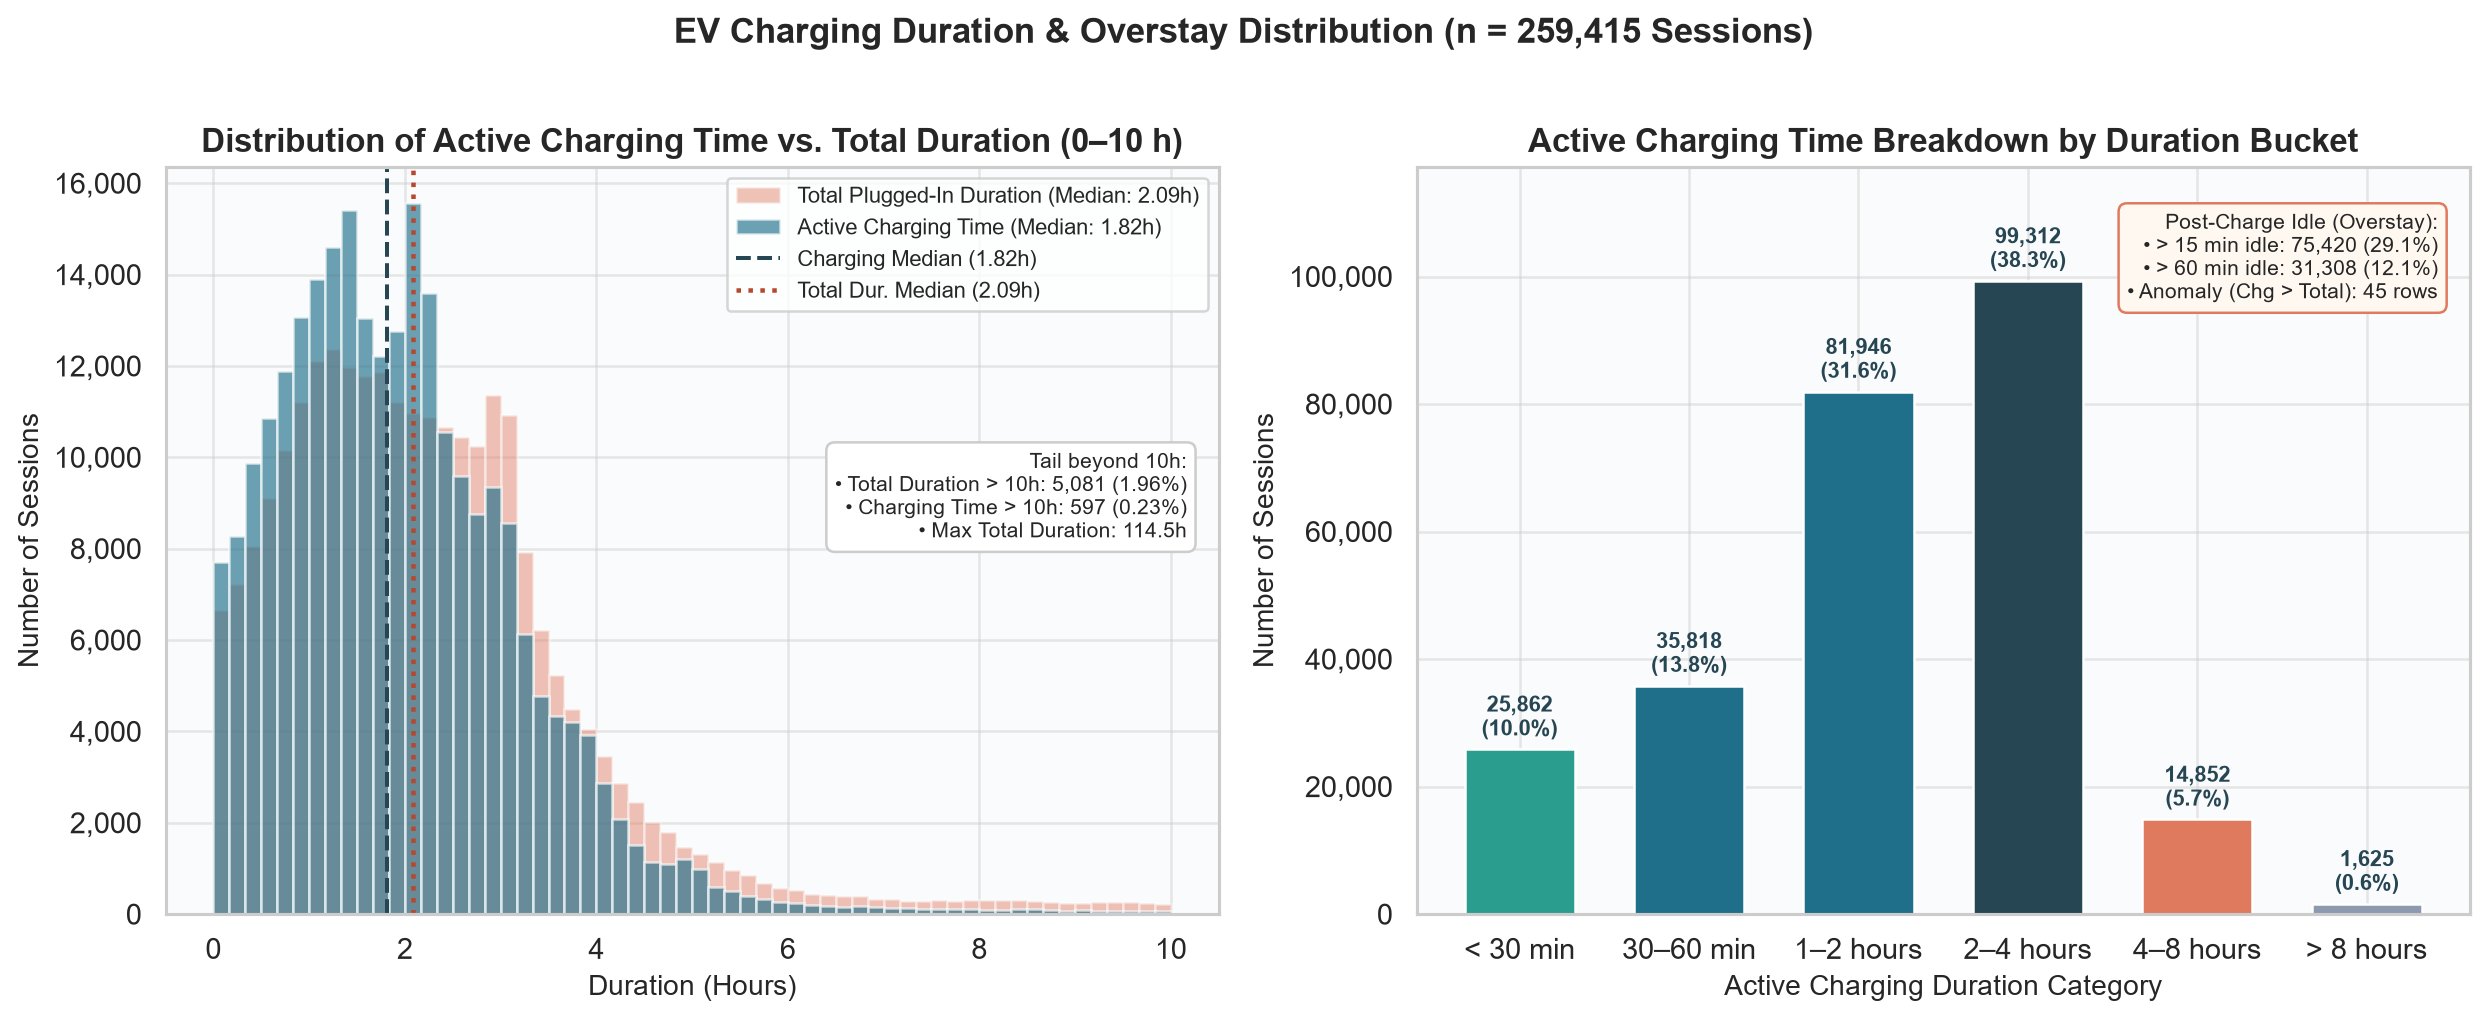 EV Charging Duration & Overstay Distribution (n = 259,415 Sessions)
Distribution of Active Charging Time vs. Total Duration (0–10 h)
Number of Sessions
16,000
14,000
12,000
10,000
8,000
6,000
4,000
2,000
0
Total Plugged-In Duration (Median: 2.09h)
Active Charging Time (Median: 1.82h)
Charging Median (1.82h)
Total Dur. Median (2.09h)
Tail beyond 10h:
• Total Duration > 10h: 5,081 (1.96%)
• Charging Time > 10h: 597 (0.23%)
• Max Total Duration: 114.5h
0 2 4 6 8 10
Duration (Hours)
Active Charging Time Breakdown by Duration Bucket
Number of Sessions
100,000
80,000
60,000
40,000
20,000
0
Post-Charge Idle (Overstay):
• > 15 min idle: 75,420 (29.1%)
• > 60 min idle: 31,308 (12.1%)
• Anomaly (Chg > Total): 45 rows
25,862
(10.0%)
35,818
(13.8%)
81,946
(31.6%)
99,312
(38.3%)
14,852
(5.7%)
1,625
(0.6%)
< 30 min 30–60 min 1–2 hours 2–4 hours 4–8 hours > 8 hours
Active Charging Duration Category